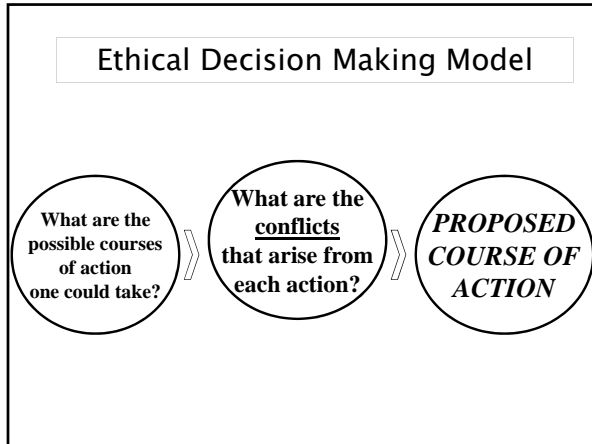 Ethical Decision Making Model
What are the
possible courses
of action
one could take?
What are the
conflicts
that arise from
each action?
PROPOSED
COURSE OF
ACTION